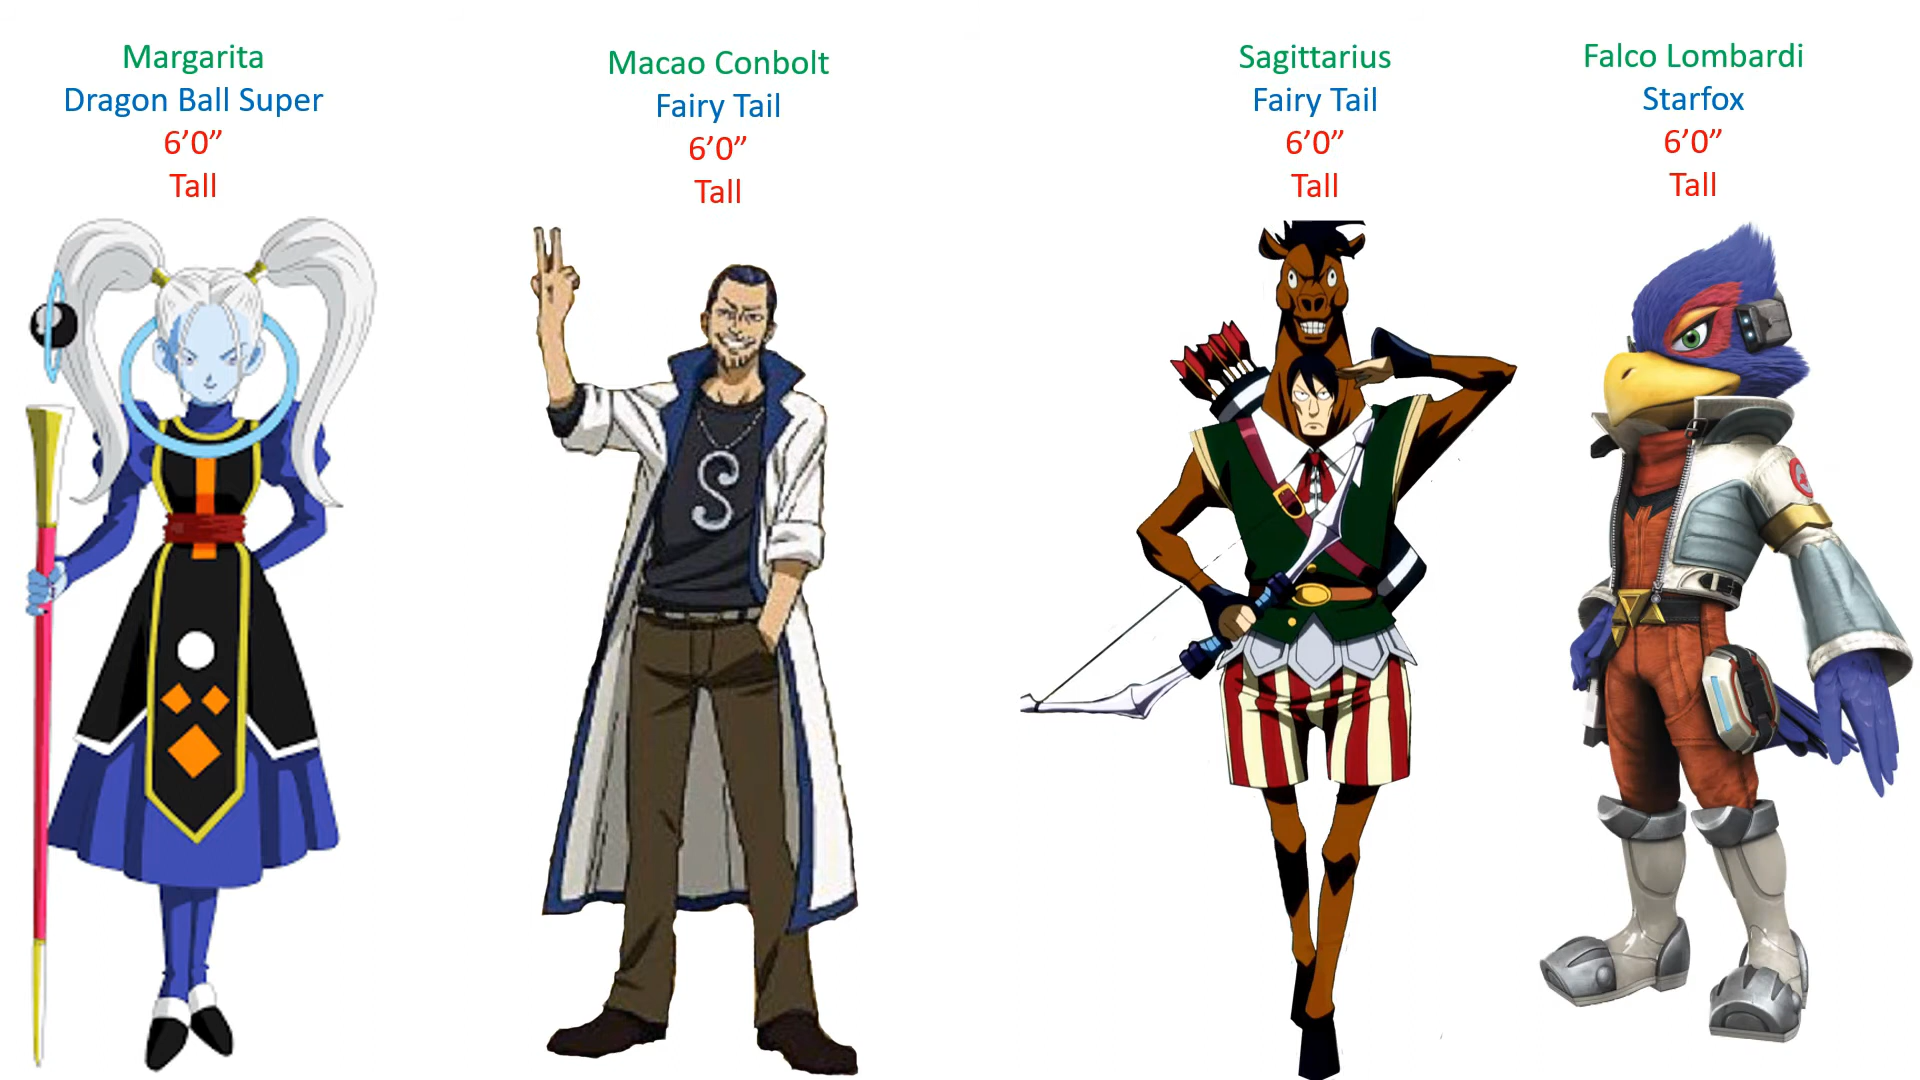 Margarita
Dragon Ball Super
6’0”
Tall
Macao Conbolt
Fairy Tail
6’0”
Tall
Sagittarius
Fairy Tail
6’0”
Tall
Falco Lombardi
Starfox
6’0”
Tall
S